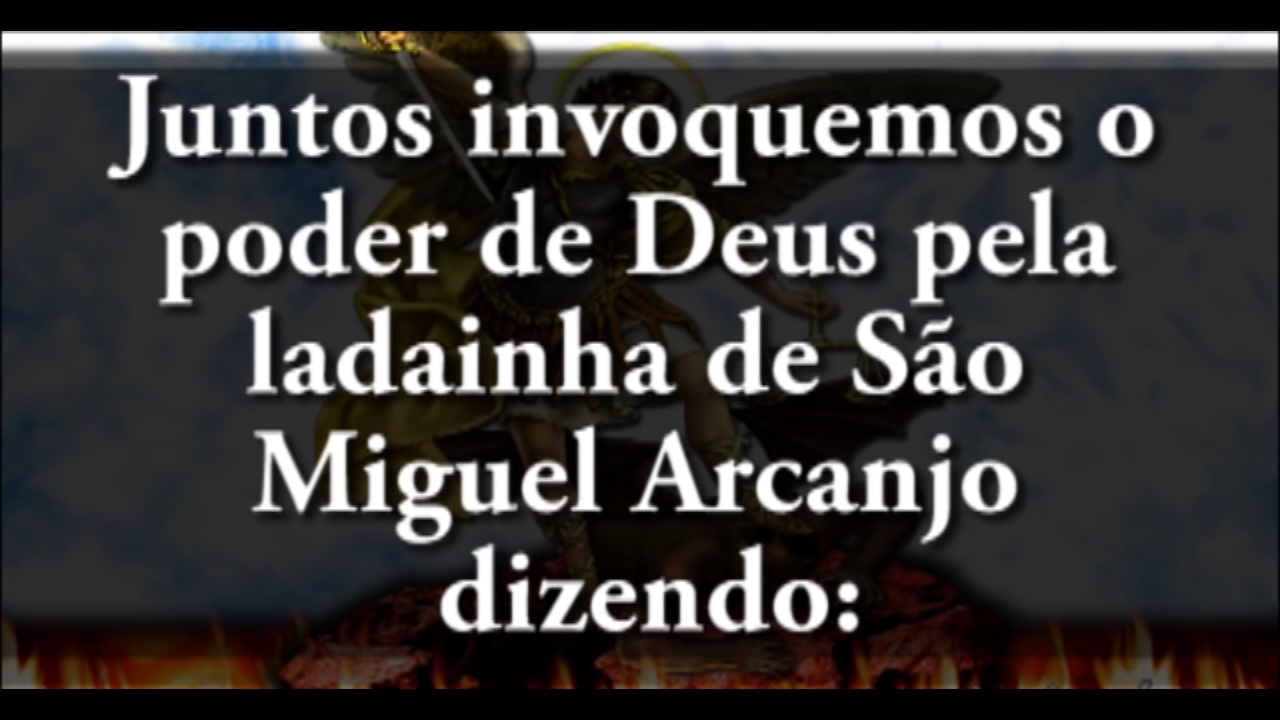 Juntos invoquemos o
poder de Deus pela
ladainha de São
Miguel Arcanjo
dizendo: